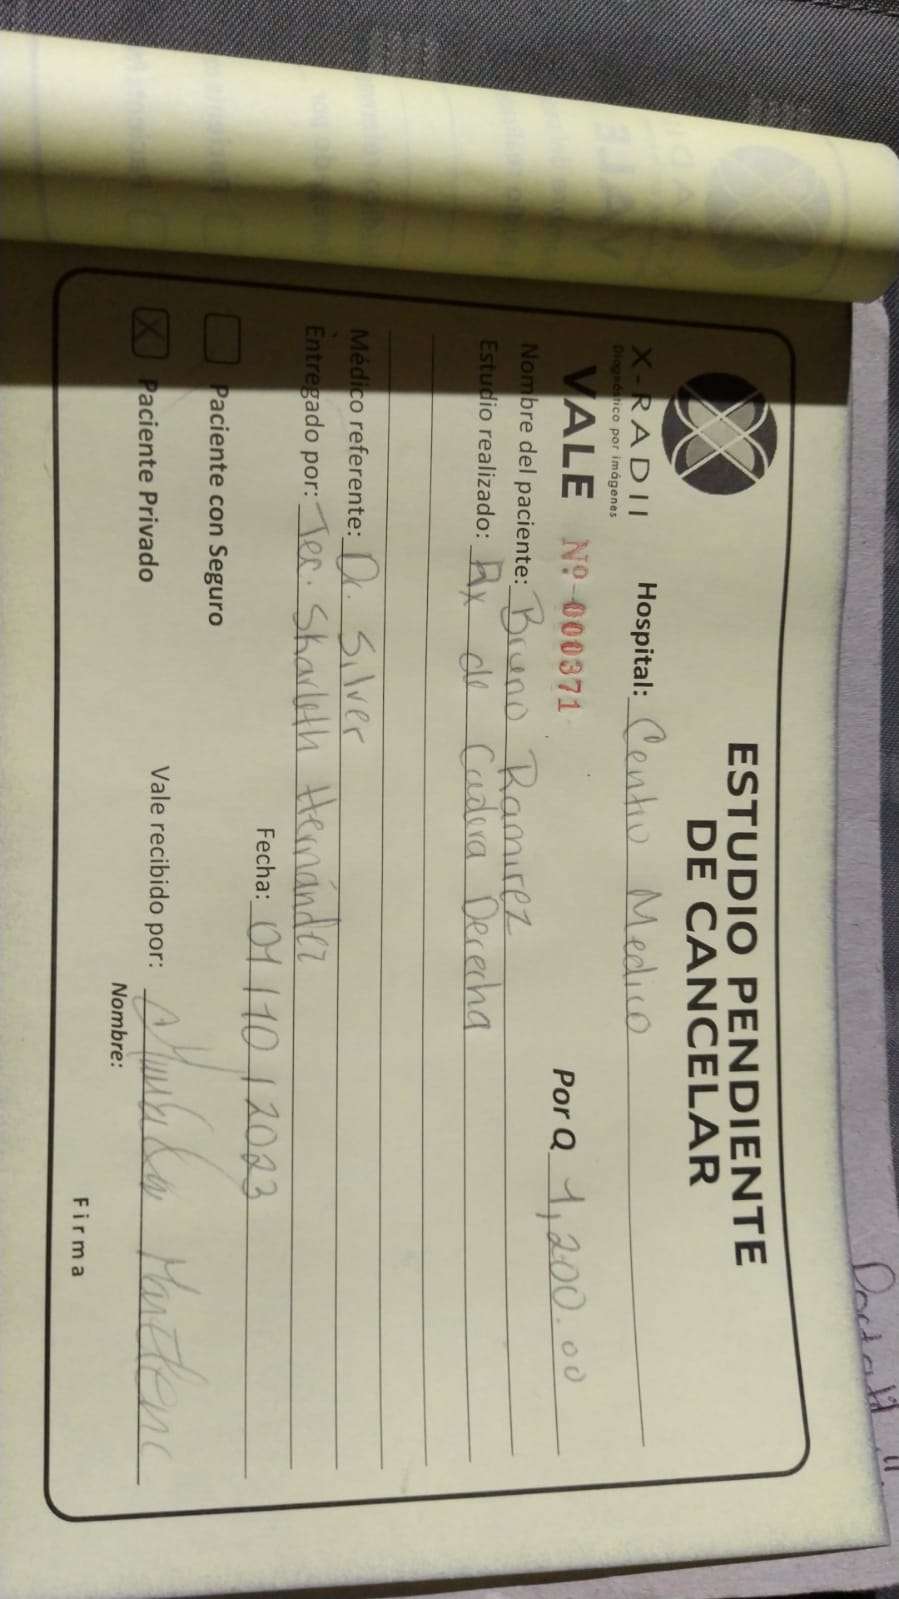 ESTUDIO PENDIENTE
DE CANCELAR
X-RADII
Diagnóstico por imágenes
Hospital: Centro Medico
VALE Nº 000371
Por Q 1,200.00
Nombre del paciente: Bruno Ramirez
Estudio realizado: Rx de Cadera Derecha
Médico referente: Dr. Silver
Entregado por: Tec. Sharleth Hernández
Fecha: 01/10/2023
Paciente con Seguro
X Paciente Privado
Vale recibido por:
Nombre:
Firma